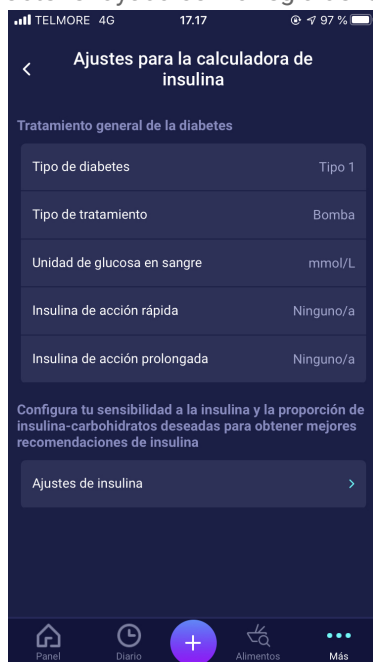 TELMORE 4G 17.17 97 %
Ajustes para la calculadora de
insulina
Tratamiento general de la diabetes
Tipo de diabetes Tipo 1
Tipo de tratamiento Bomba
Unidad de glucosa en sangre mmol/L
Insulina de acción rápida Ninguno/a
Insulina de acción prolongada Ninguno/a
Configura tu sensibilidad a la insulina y la proporción de
insulina-carbohidratos deseadas para obtener mejores
recomendaciones de insulina
Ajustes de insulina
Panel Diario Alimentos Más